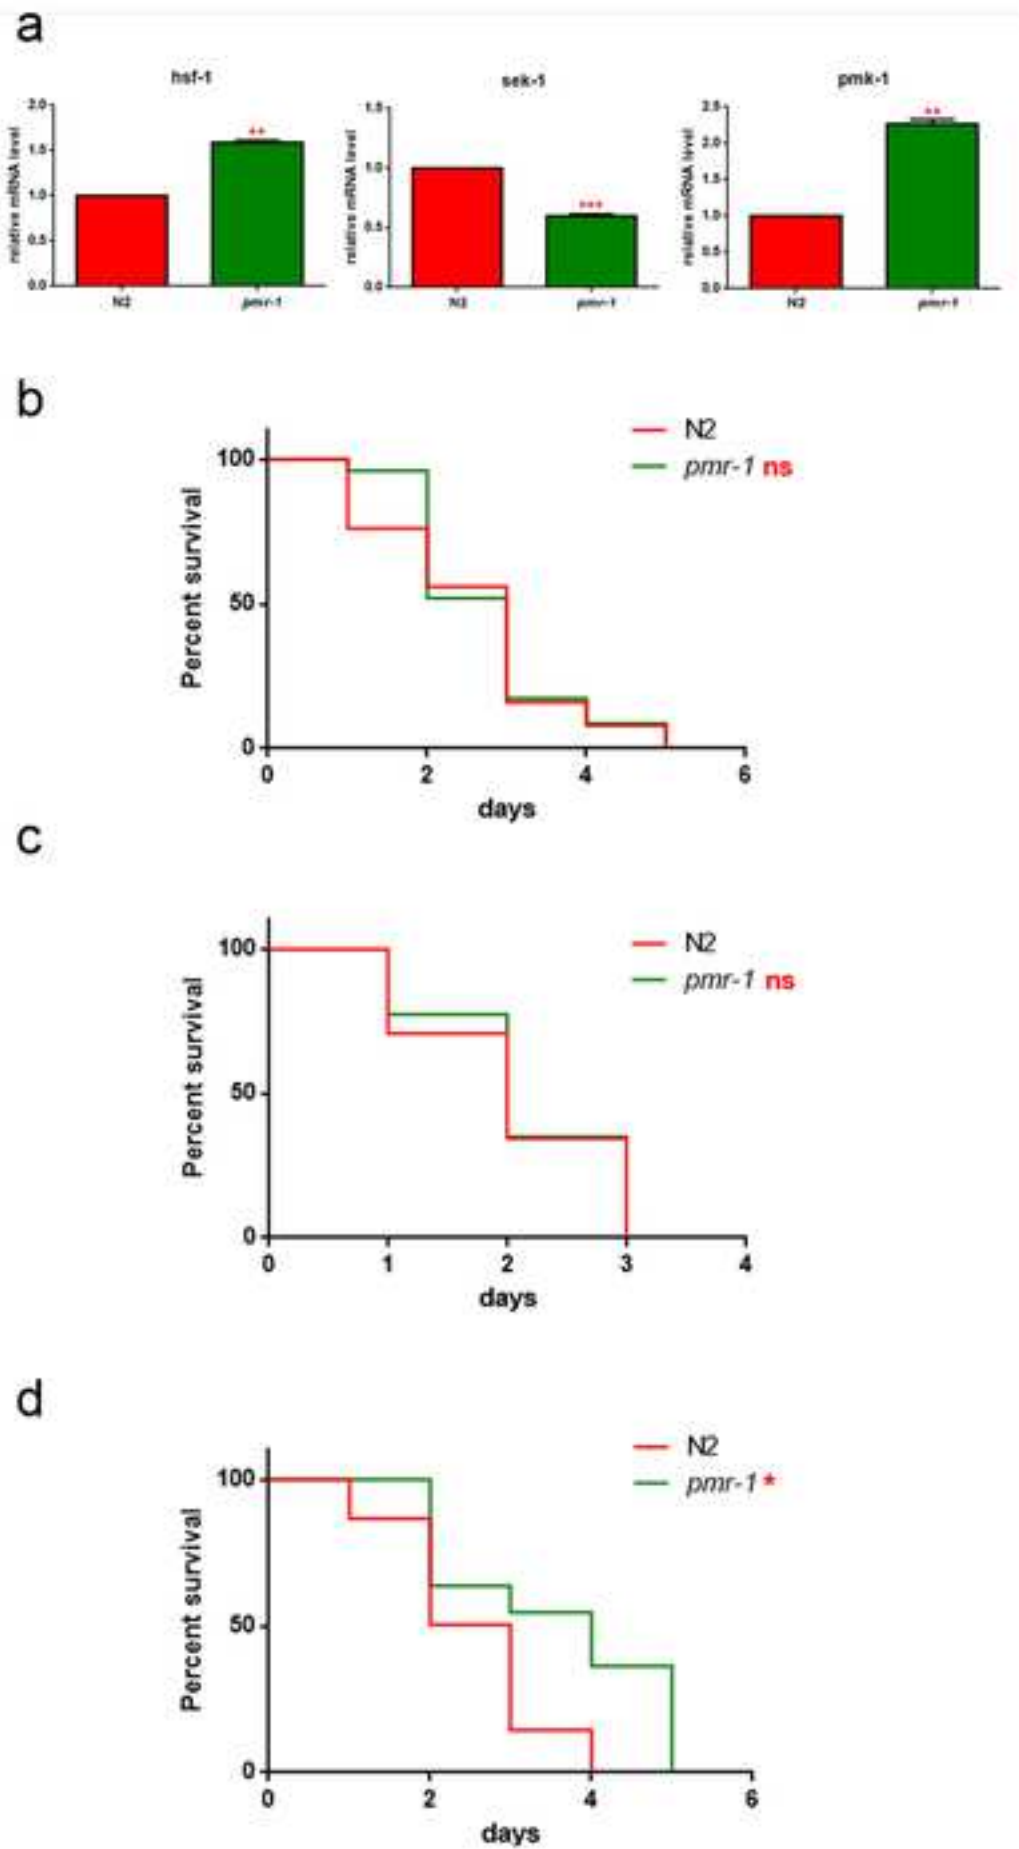 a
hsf-1
relative mRNA level
2.0
1.5
1.0
0.5
0.0
**
N2
pmr-1
sek-1
relative mRNA level
1.5
1.0
0.5
0.0
***
N2
pmr-1
pmk-1
relative mRNA level
2.5
2.0
1.5
1.0
0.5
0.0
**
N2
pmr-1
b
N2
pmr-1 ns
Percent survival
100
50
0
0 2 4 6
days
c
N2
pmr-1 ns
Percent survival
100
50
0
0 1 2 3 4
days
d
N2
pmr-1 *
Percent survival
100
50
0
0 2 4 6
days